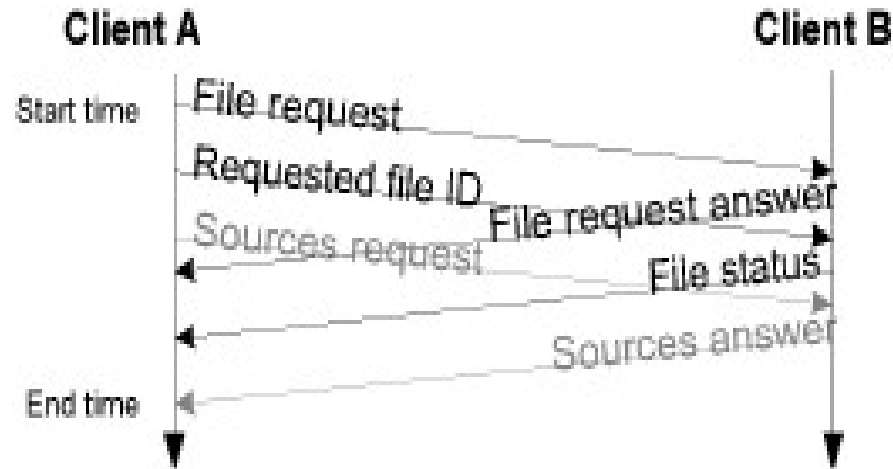 Client A
Client B
Start time
File request
Requested file ID
File request answer
Sources request
File status
Sources answer
End time